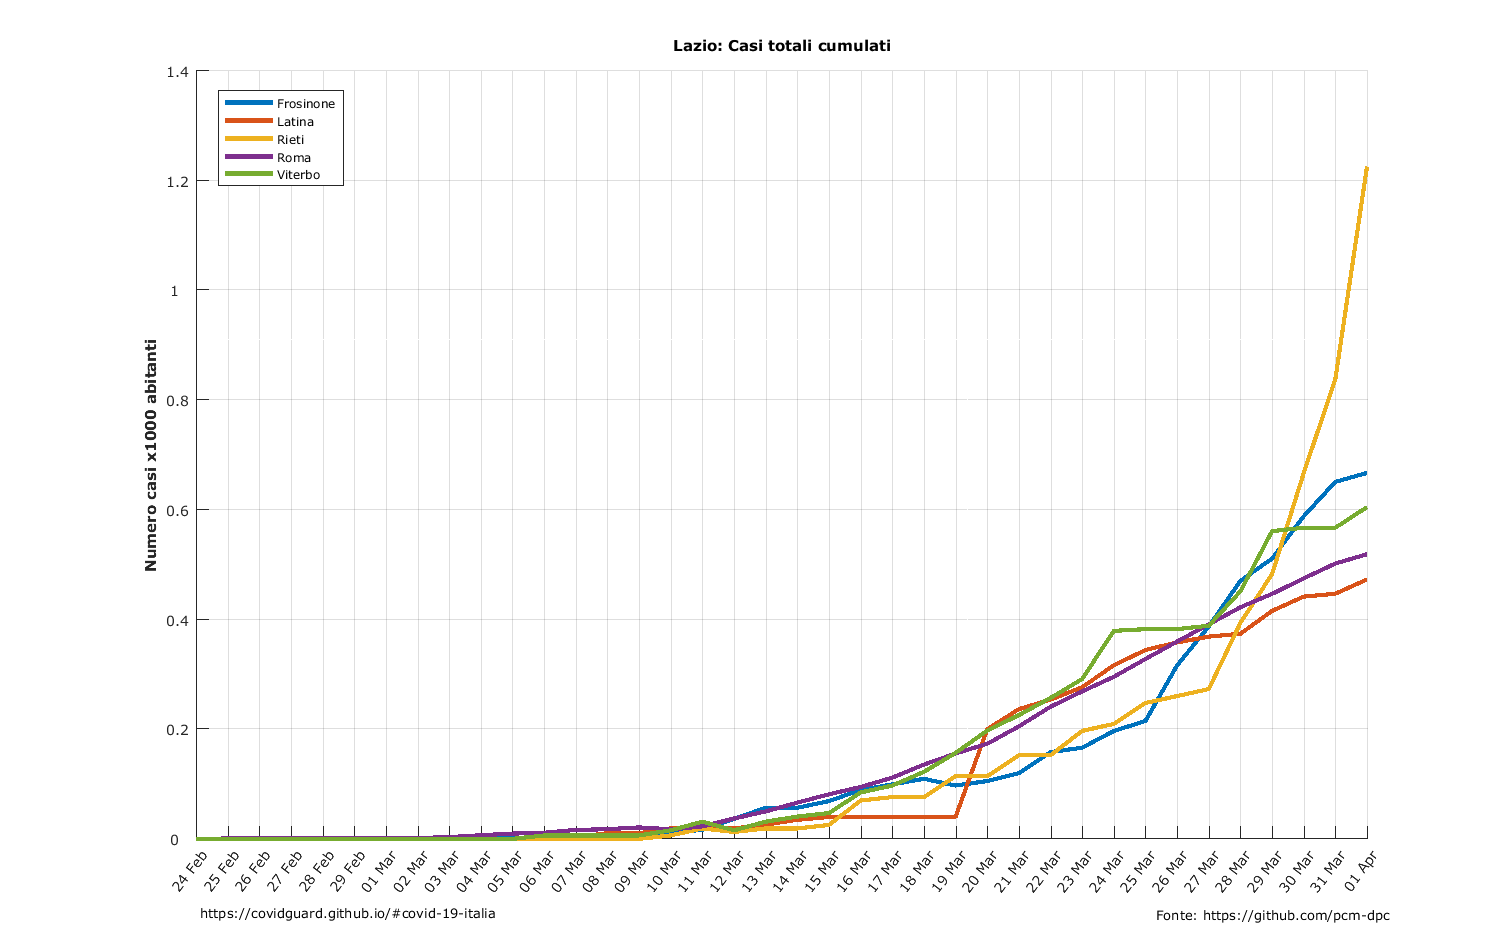 Lazio: Casi totali cumulati
Numero casi x1000 abitanti
1.4
1.2
1
0.8
0.6
0.4
0.2
0
Frosinone
Latina
Rieti
Roma
Viterbo
24 Feb
25 Feb
26 Feb
27 Feb
28 Feb
29 Feb
01 Mar
02 Mar
03 Mar
04 Mar
05 Mar
06 Mar
07 Mar
08 Mar
09 Mar
10 Mar
11 Mar
12 Mar
13 Mar
14 Mar
15 Mar
16 Mar
17 Mar
18 Mar
19 Mar
20 Mar
21 Mar
22 Mar
23 Mar
24 Mar
25 Mar
26 Mar
27 Mar
28 Mar
29 Mar
30 Mar
31 Mar
01 Apr
https://covidguard.github.io/#covid-19-italia
Fonte: https://github.com/pcm-dpc